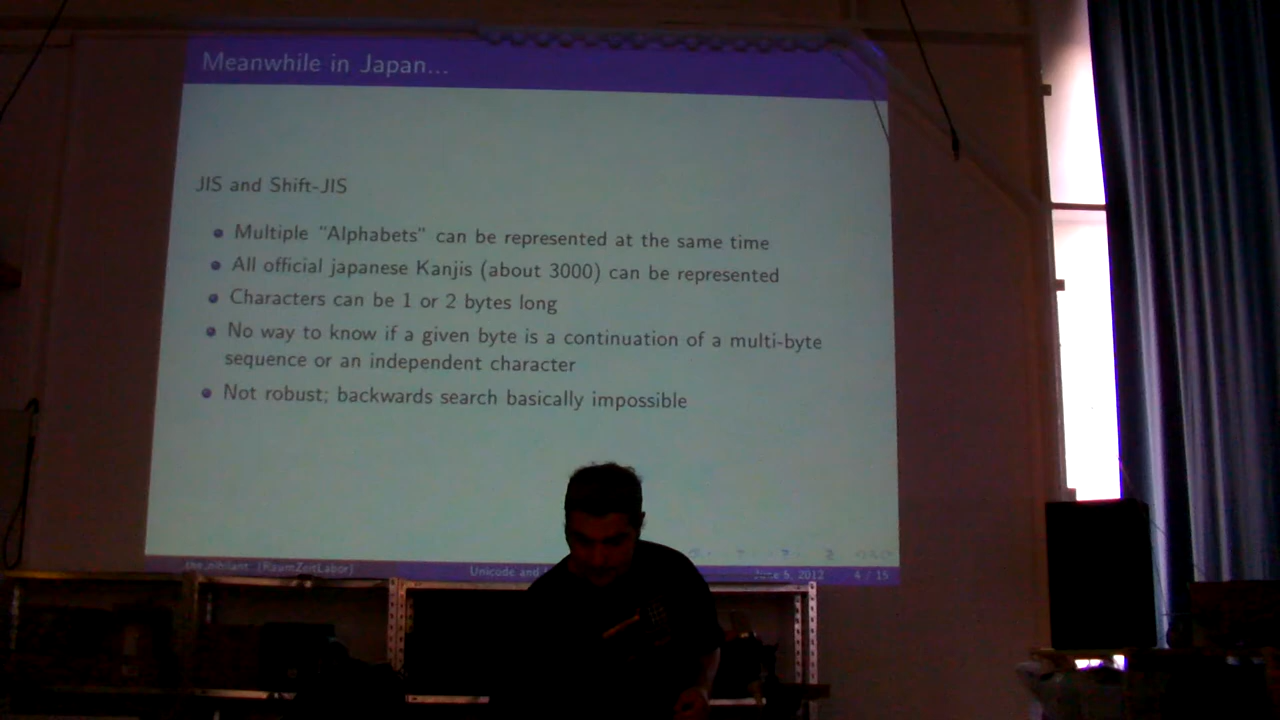 Meanwhile in Japan...
JIS and Shift-JIS
Multiple “Alphabets” can be represented at the same time
All official japanese Kanjis (about 3000) can be represented
Characters can be 1 or 2 bytes long
No way to know if a given byte is a continuation of a multi-byte
sequence or an independent character
Not robust; backwards search basically impossible
(RaumZeitLabor) Unicode and June 5, 2012 4 / 15